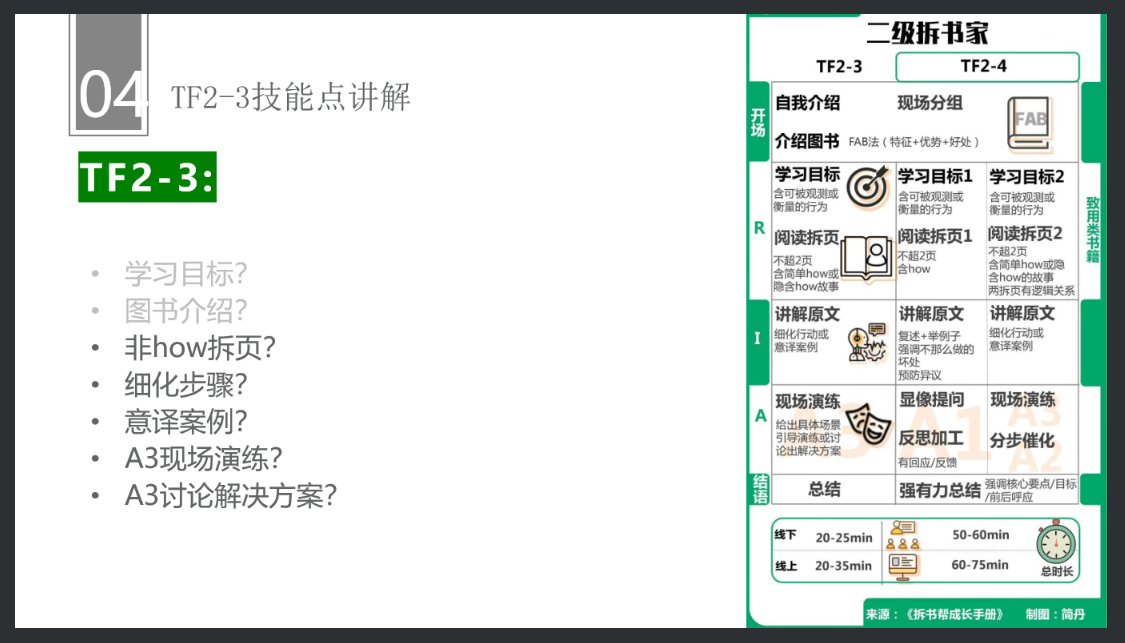 04
TF2-3技能点讲解
TF2-3:
• 学习目标?
• 图书介绍?
• 非how拆页?
• 细化步骤?
• 意译案例?
• A3现场演练?
• A3讨论解决方案?
二级拆书家
TF2-3
TF2-4
开场
自我介绍
现场分组
介绍图书 FAB法（特征+优势+好处）
FAB
致用类书籍
R
学习目标
含可被观测或
衡量的行为
阅读拆页
不超2页
含简单how或
隐含how故事
学习目标1
含可被观测或
衡量的行为
阅读拆页1
不超2页
含how
学习目标2
含可被观测或
衡量的行为
阅读拆页2
不超2页
含简单how或隐
含how的故事
两拆页有逻辑关系
I
讲解原文
细化行动或
意译案例
讲解原文
复述+举例子
强调不那么做的
坏处
预防异议
讲解原文
细化行动或
意译案例
A
现场演练
给出具体场景
引导演练或讨
论出解决方案
A3
显像提问
反思加工
有回应/反馈
A1
现场演练
分步催化
A3
A2
结语
总结
强有力总结 强调核心要点/目标
/前后呼应
线下 20-25min 50-60min
线上 20-35min 60-75min
总时长
来源：《拆书帮成长手册》 制图：简丹